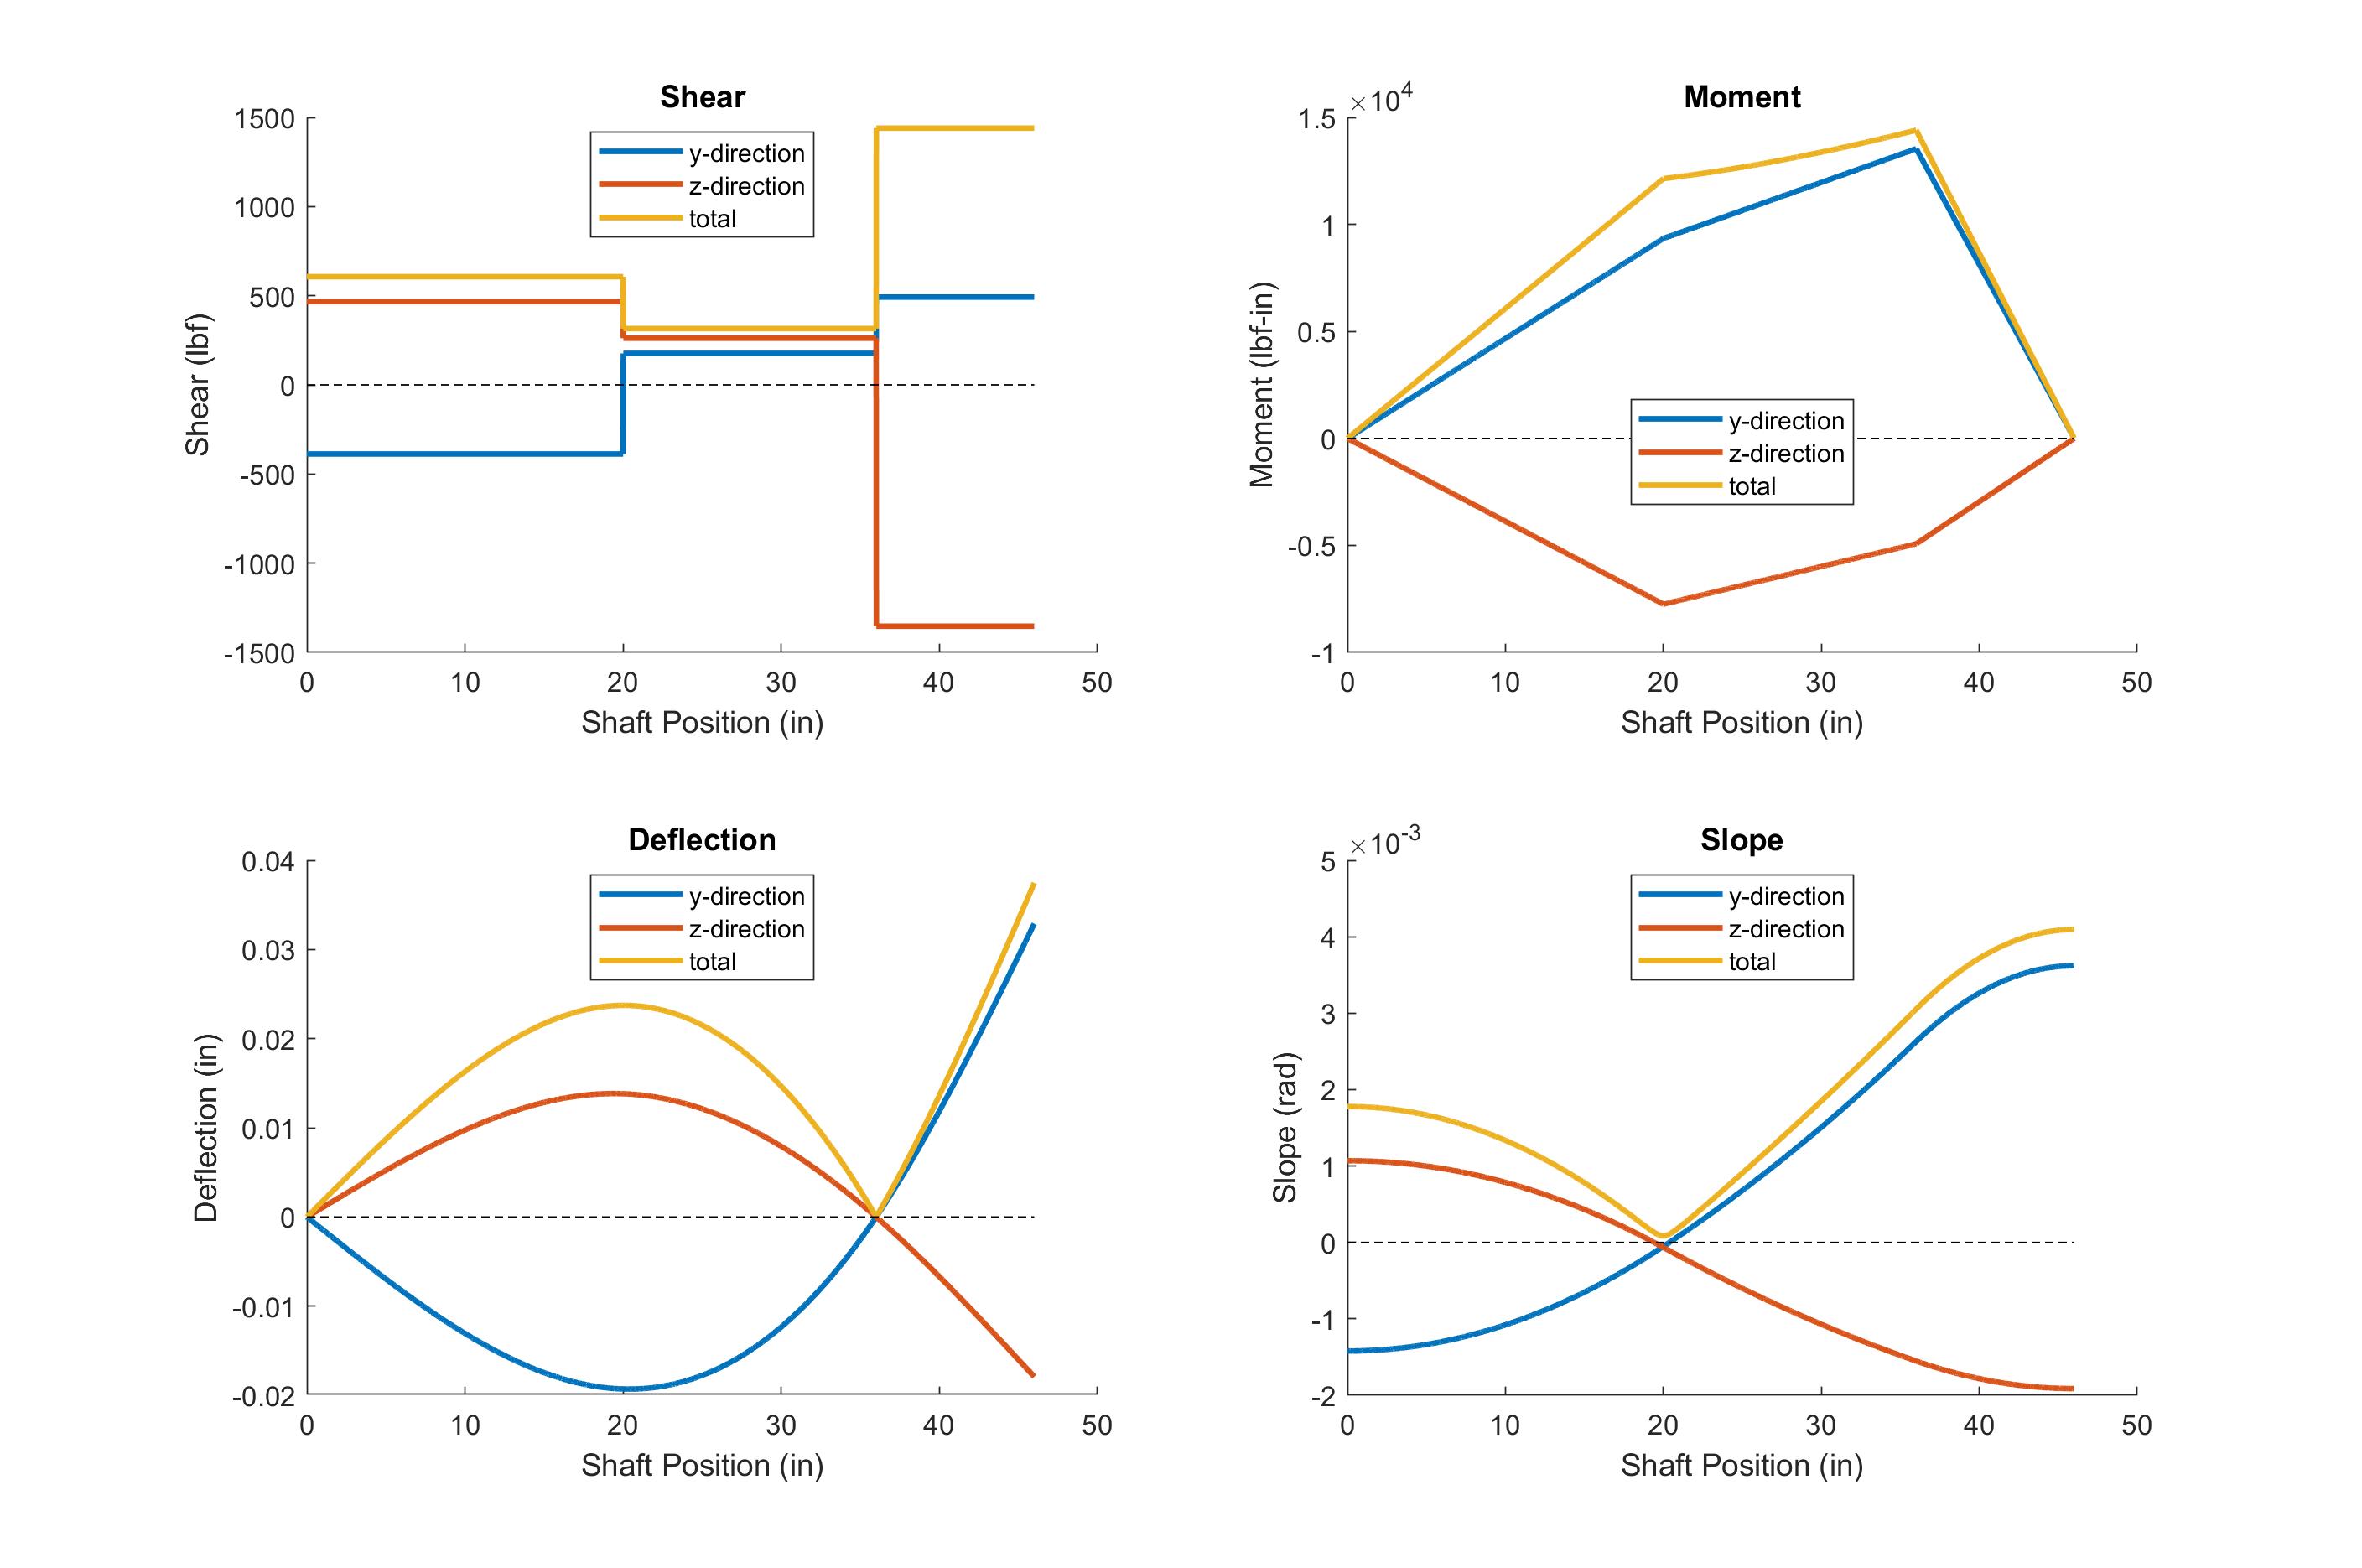 Shear
1500
1000
500
0
-500
-1000
-1500
Shear (lbf)
y-direction
z-direction
total
0 10 20 30 40 50
Shaft Position (in)
Moment
×10^4
1.5
1
0.5
0
-0.5
-1
Moment (lbf-in)
y-direction
z-direction
total
0 10 20 30 40 50
Shaft Position (in)
Deflection
0.04
0.03
0.02
0.01
0
-0.01
-0.02
Deflection (in)
y-direction
z-direction
total
0 10 20 30 40 50
Shaft Position (in)
Slope
×10^-3
5
4
3
2
1
0
-1
-2
Slope (rad)
y-direction
z-direction
total
0 10 20 30 40 50
Shaft Position (in)